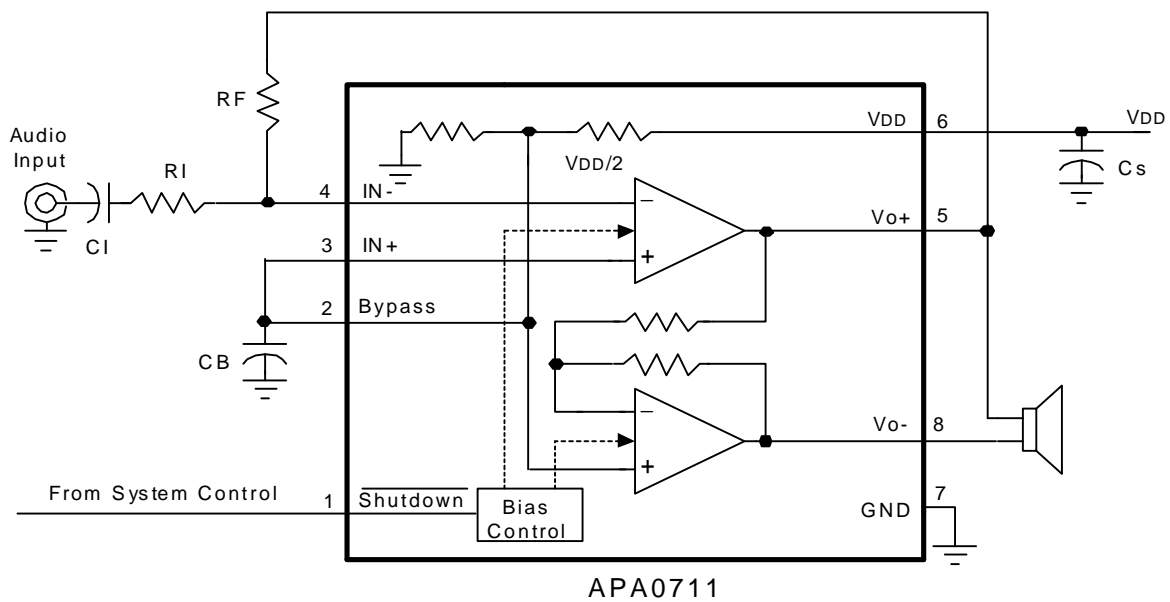 RF
Audio
Input
RI
CI
VDD
6
VDD
VDD/2
Cs
4
IN-
Vo+
5
3
IN+
2
Bypass
CB
Vo-
8
From System Control
1
Shutdown
Bias
Control
7
GND
APA0711
−
+
−
+